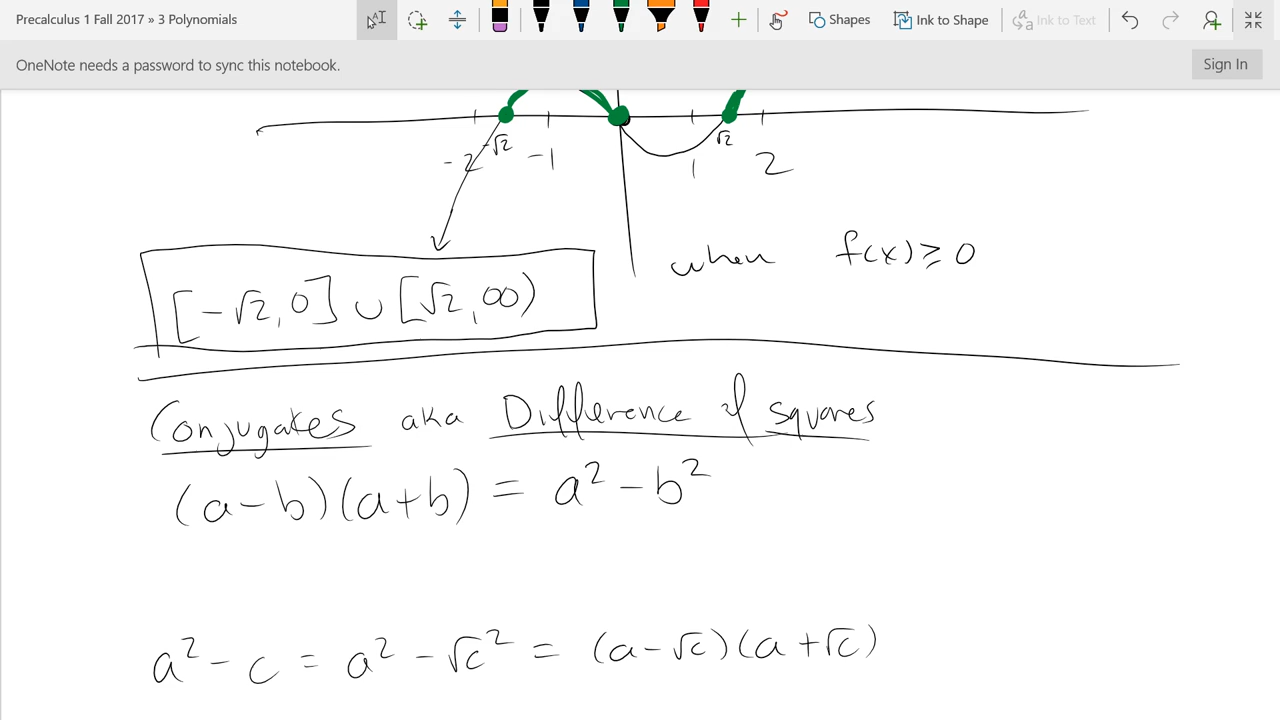 Precalculus 1 Fall 2017 » 3 Polynomials
Shapes
Ink to Shape
Ink to Text
OneNote needs a password to sync this notebook.
Sign In
-√2 √2
-2 -1 1 2
when f(x) ≥ 0
[-√2, 0] ∪ [√2, ∞)
Conjugates aka Difference of squares
(a-b)(a+b) = a² - b²
a² - c = a² - √c² = (a-√c)(a+√c)